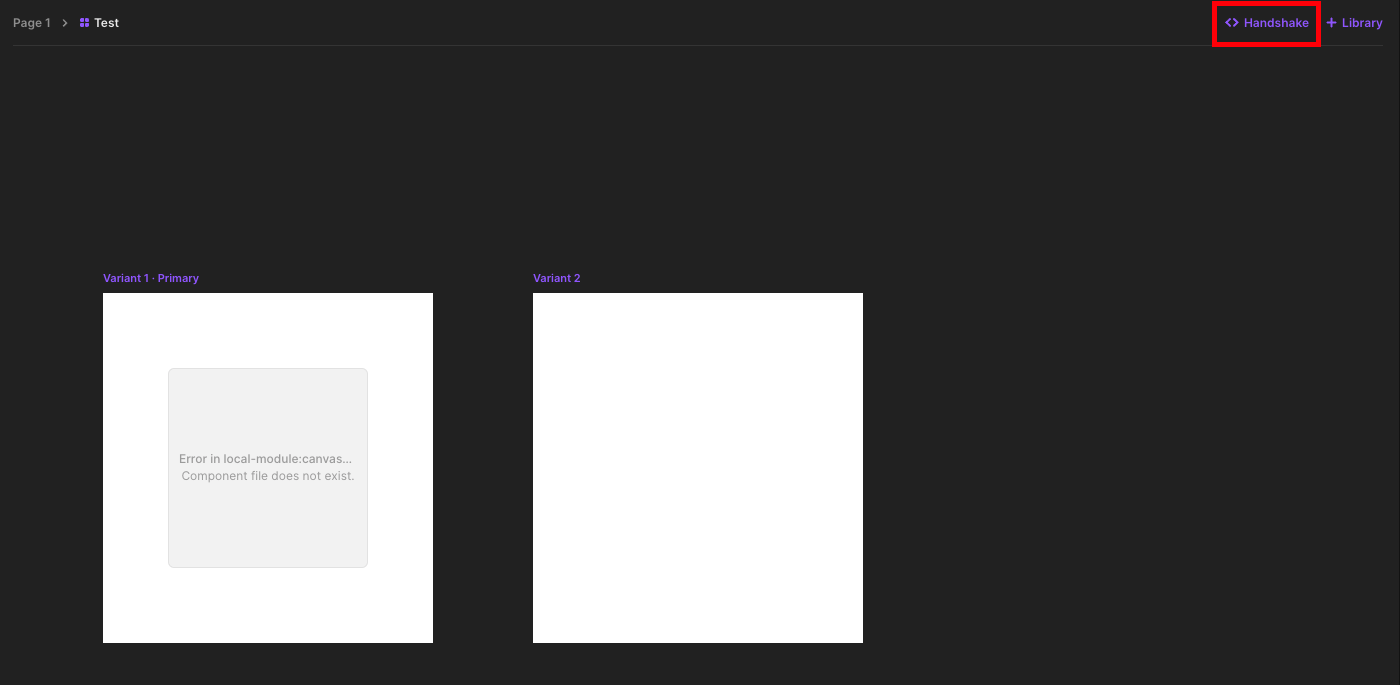 Page 1 > Test
Handshake
+ Library
Variant 1 · Primary
Variant 2
Error in local-module:canvas...
Component file does not exist.